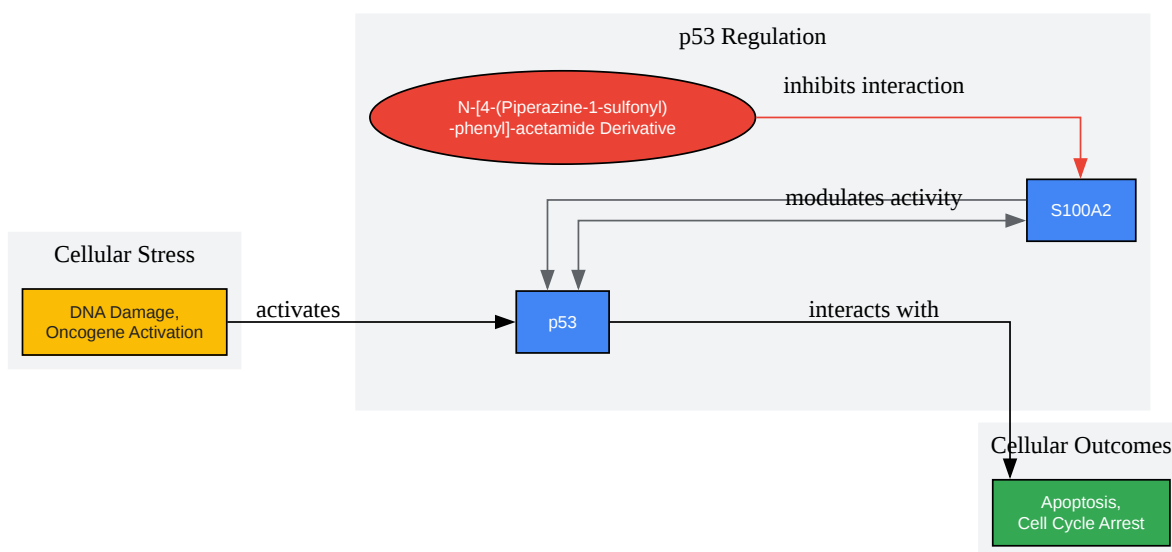 p53 Regulation
N-[4-(Piperazine-1-sulfonyl)
-phenyl]-acetamide Derivative
inhibits interaction
modulates activity
S100A2
Cellular Stress
DNA Damage,
Oncogene Activation
activates
p53
interacts with
Cellular Outcomes
Apoptosis,
Cell Cycle Arrest